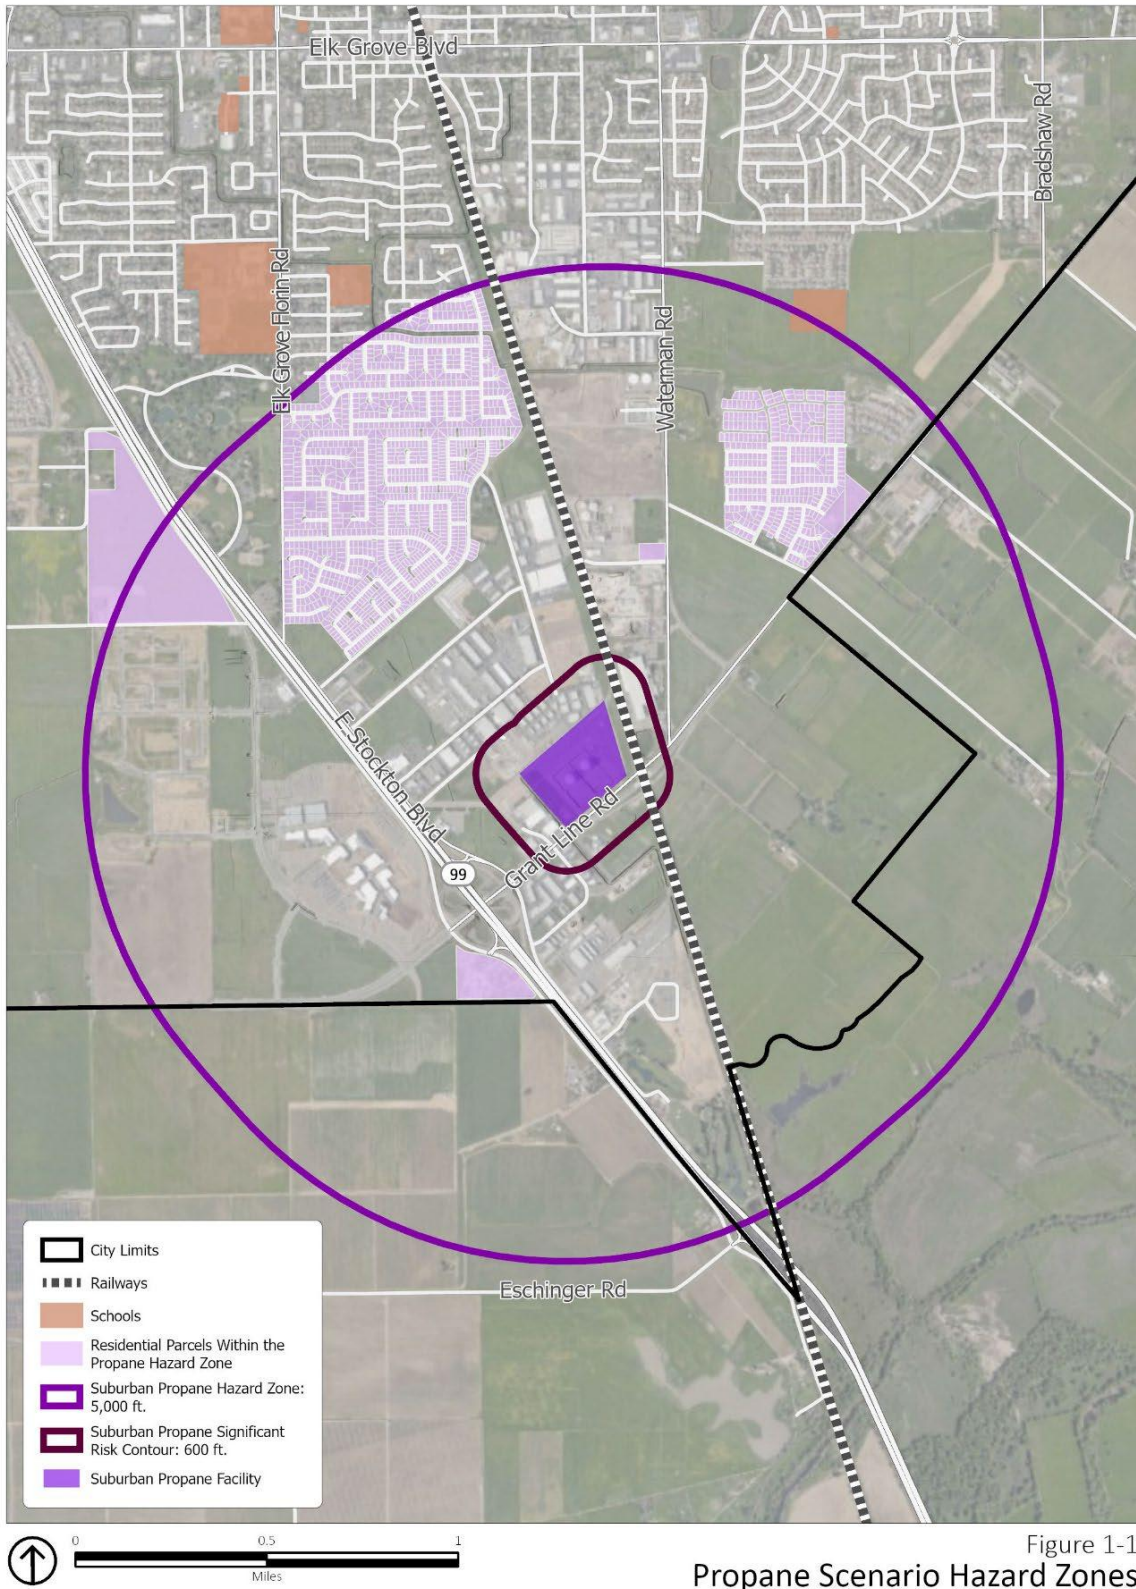 Elk Grove Blvd
Bradshaw Rd
Elk Grove Florin Rd
Waterman Rd
E Stockton Blvd
Grant Line Rd
99
Eschinger Rd
City Limits
Railways
Schools
Residential Parcels Within the
Propane Hazard Zone
Suburban Propane Hazard Zone:
5,000 ft.
Suburban Propane Significant
Risk Contour: 600 ft.
Suburban Propane Facility
0 0.5 1
Miles
Figure 1-1
Propane Scenario Hazard Zones